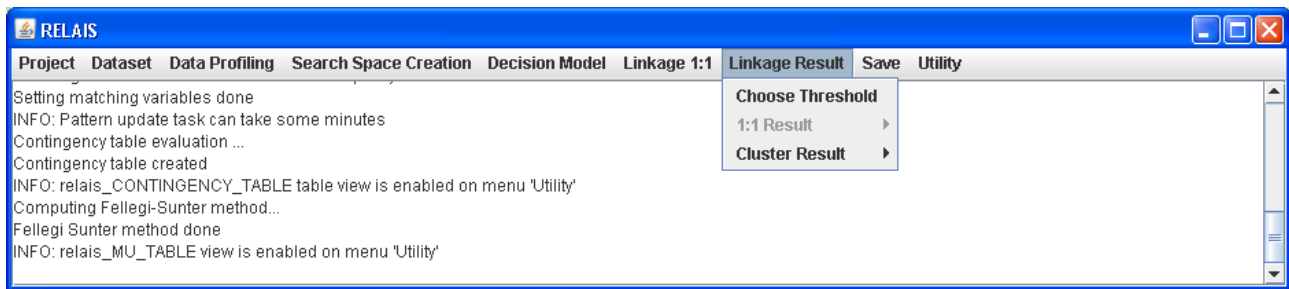 RELAIS
Project Dataset Data Profiling Search Space Creation Decision Model Linkage 1:1 Linkage Result Save Utility
Choose Threshold
1:1 Result
Cluster Result
Setting matching variables done
INFO: Pattern update task can take some minutes
Contingency table evaluation ...
Contingency table created
INFO: relais_CONTINGENCY_TABLE table view is enabled on menu 'Utility'
Computing Fellegi-Sunter method...
Fellegi Sunter method done
INFO: relais_MU_TABLE view is enabled on menu 'Utility'